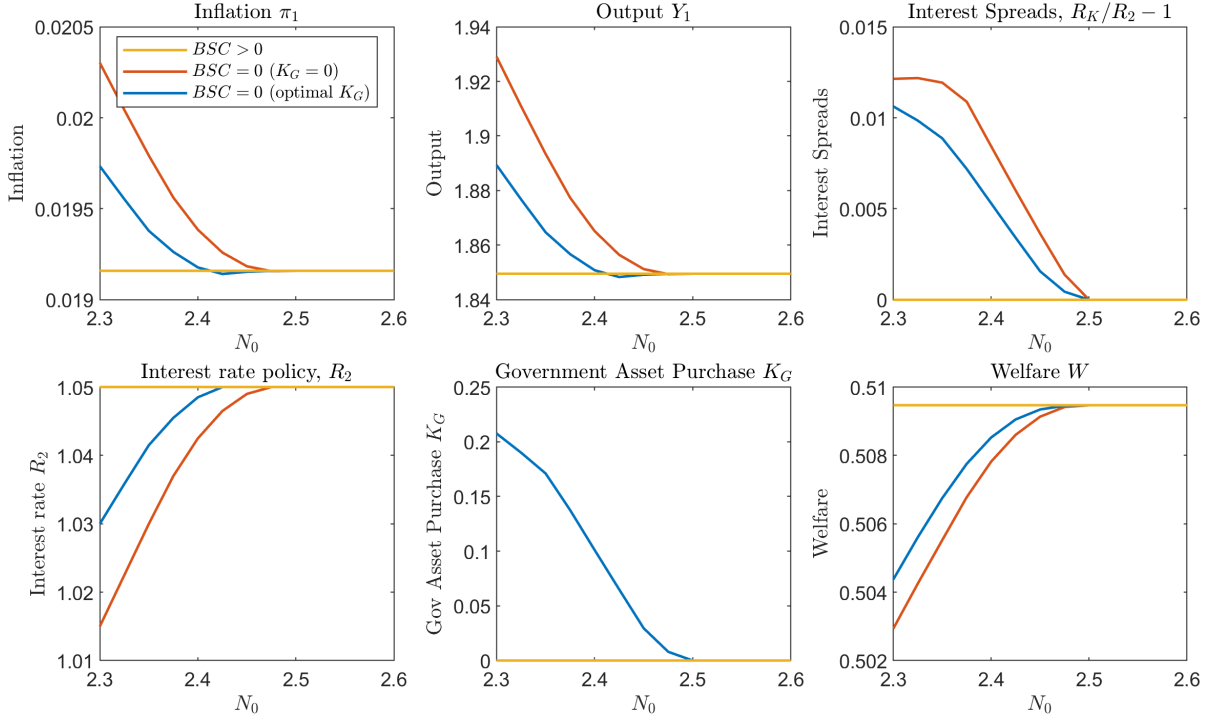 Inflation π₁
0.0205
0.02
0.0195
0.019
Inflation
BSC > 0
BSC = 0 (K_G = 0)
BSC = 0 (optimal K_G)
2.3 2.4 2.5 2.6
N₀
Output Y₁
1.94
1.92
1.9
1.88
1.86
1.84
Output
2.3 2.4 2.5 2.6
N₀
Interest Spreads, R_K/R₂ − 1
0.015
0.01
0.005
0
Interest Spreads
2.3 2.4 2.5 2.6
N₀
Interest rate policy, R₂
1.05
1.04
1.03
1.02
1.01
Interest rate R₂
2.3 2.4 2.5 2.6
N₀
Government Asset Purchase K_G
0.25
0.2
0.15
0.1
0.05
0
Gov Asset Purchase K_G
2.3 2.4 2.5 2.6
N₀
Welfare W
0.51
0.508
0.506
0.504
0.502
Welfare
2.3 2.4 2.5 2.6
N₀